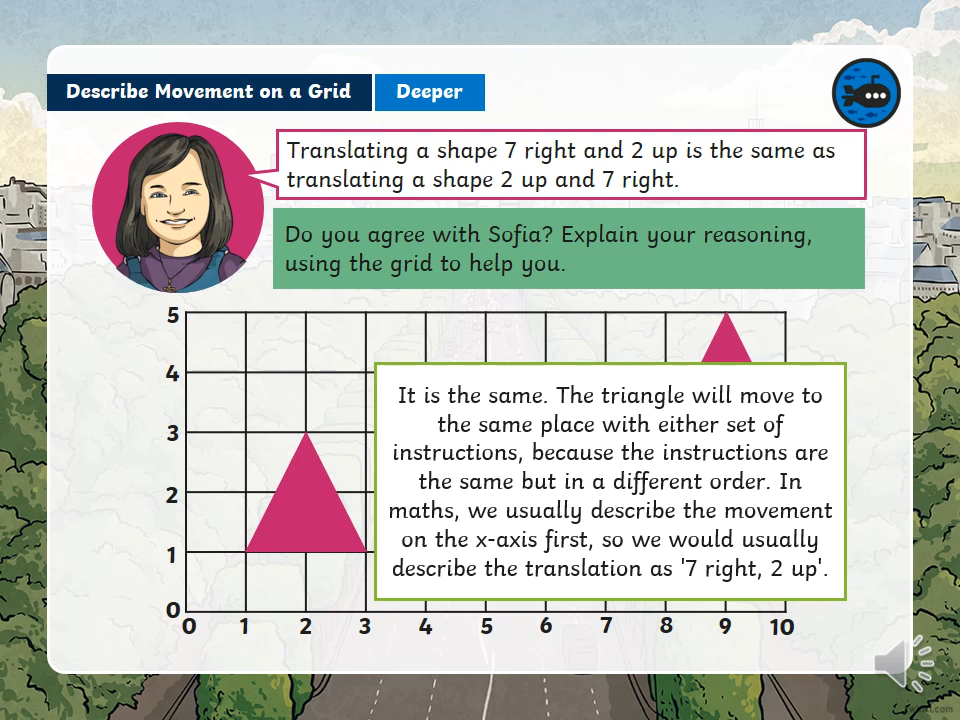 Describe Movement on a Grid
Deeper
Translating a shape 7 right and 2 up is the same as
translating a shape 2 up and 7 right.
Do you agree with Sofia? Explain your reasoning,
using the grid to help you.
5
4
3
2
1
0
It is the same. The triangle will move to
the same place with either set of
instructions, because the instructions are
the same but in a different order. In
maths, we usually describe the movement
on the x-axis first, so we would usually
describe the translation as '7 right, 2 up'.
0 1 2 3 4 5 6 7 8 9 10